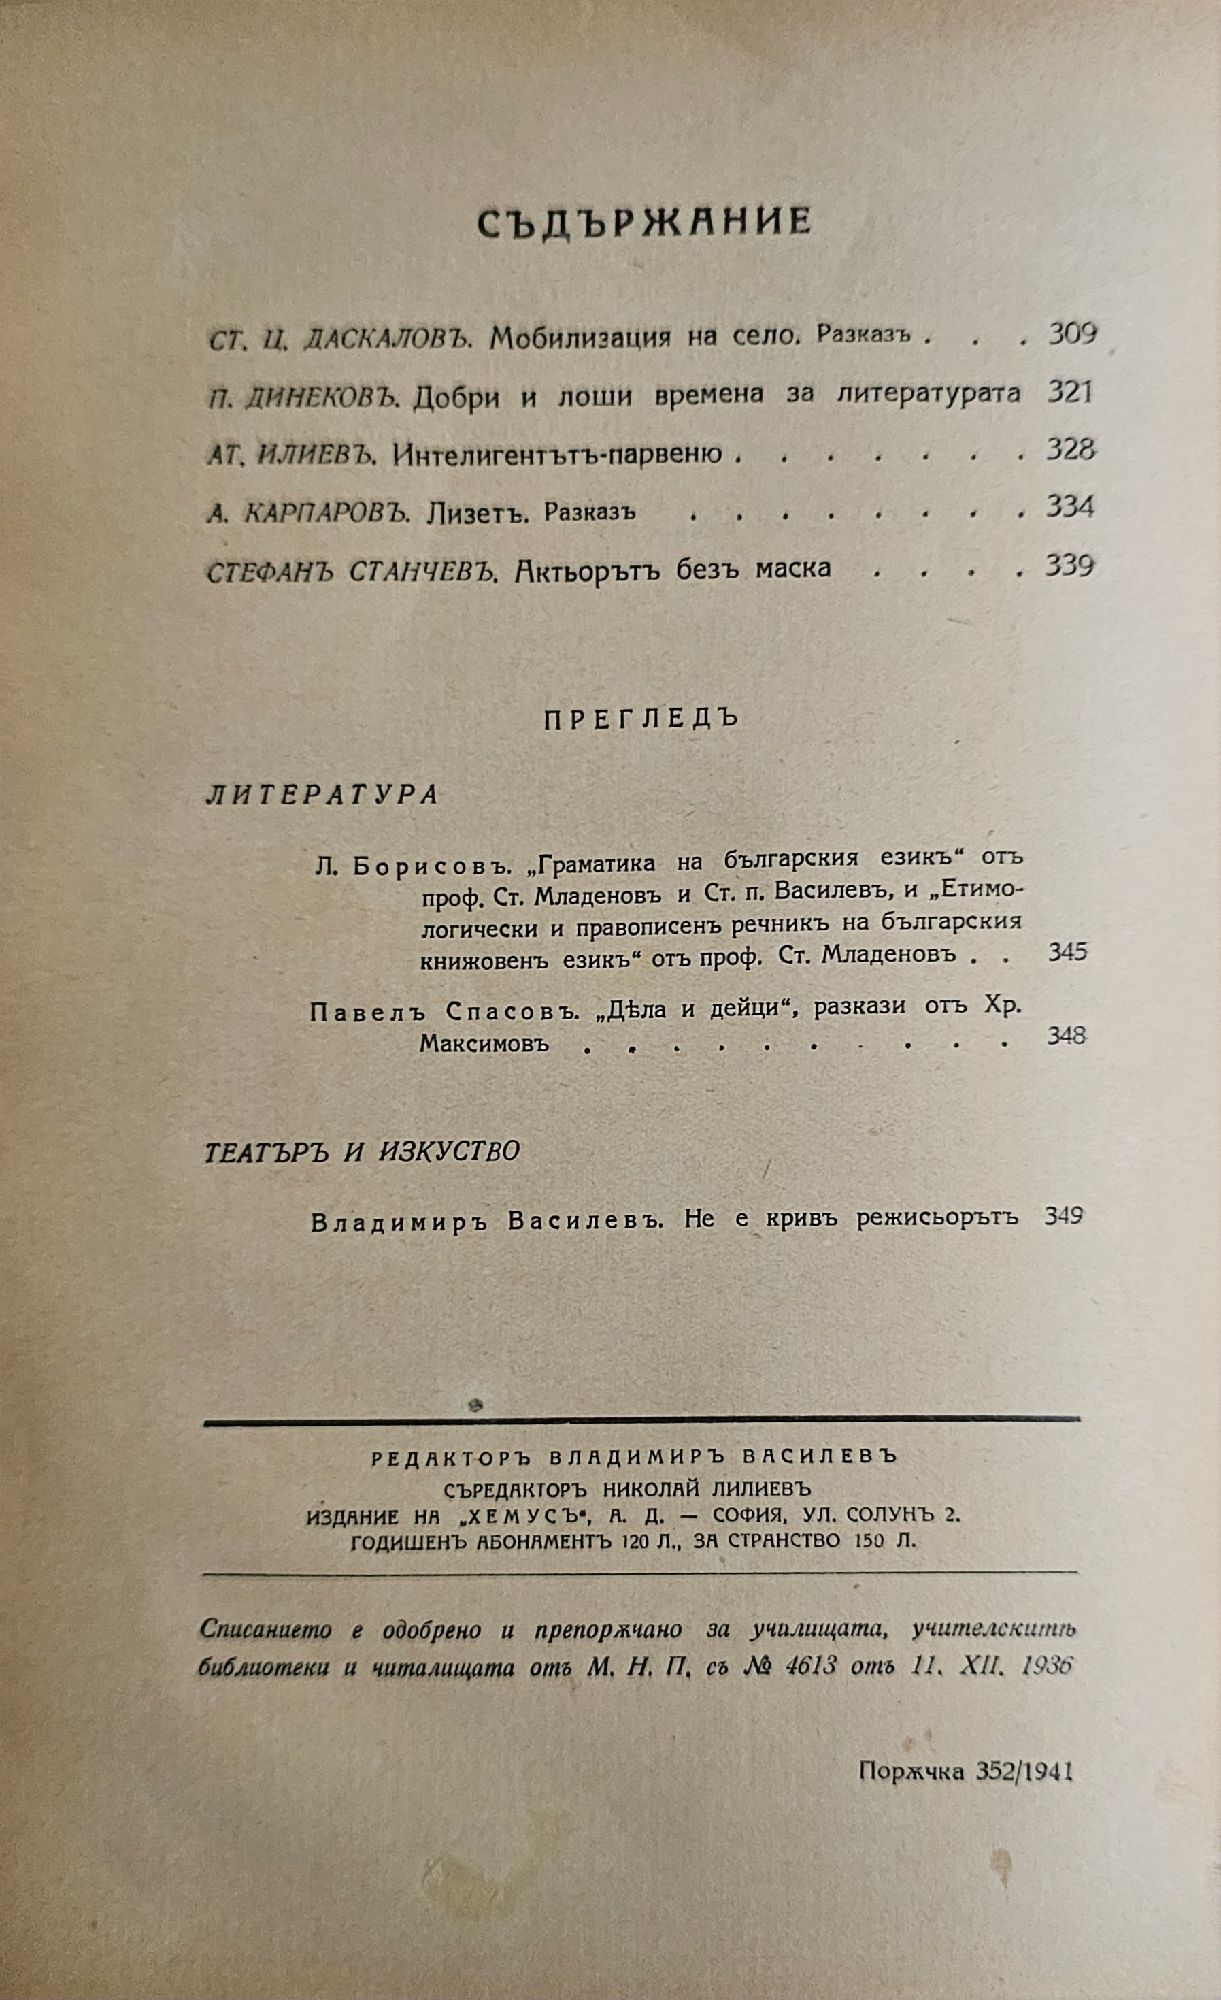 СЪДЪРЖАНИЕ
СТ. Ц. ДАСКАЛОВЪ. Мобилизация на село. Разказъ . . . 309
П. ДИНЕКОВЪ. Добри и лоши времена за литературата 321
АТ. ИЛИЕВЪ. Интелигентътъ-парвеню . . . . . . . 328
А. КАРПАРОВЪ. Лизетъ. Разказъ . . . . . . . . 334
СТЕФАНЪ СТАНЧЕВЪ. Актьорътъ безъ маска . . . . 339
ПРЕГЛЕДЪ
ЛИТЕРАТУРА
Л. Борисовъ. „Граматика на българския езикъ“ отъ
проф. Ст. Младеновъ и Ст. п. Василевъ, и „Етимо-
логически и правописенъ речникъ на българския
книжовенъ езикъ“ отъ проф. Ст. Младеновъ . . 345
Павелъ Спасовъ. „Дѣла и дейци“, разкази отъ Хр.
Максимовъ . . . . . . . . . . 348
ТЕАТЪРЪ И ИЗКУСТВО
Владимиръ Василевъ. Не е кривъ режисьорътъ 349
РЕДАКТОРЪ ВЛАДИМИРЪ ВАСИЛЕВЪ
СЪРЕДАКТОРЪ НИКОЛАЙ ЛИЛИЕВЪ
ИЗДАНИЕ НА „ХЕМУСЪ“, А. Д. — СОФИЯ, УЛ. СОЛУНЪ 2.
ГОДИШЕНЪ АБОНАМЕНТЪ 120 Л., ЗА СТРАНСТВО 150 Л.
Списанието е одобрено и препорѫчано за училищата, учителскитѣ
библиотеки и читалищата отъ М. Н. П. съ № 4613 отъ 11. XII. 1936
Порѫчка 352/1941